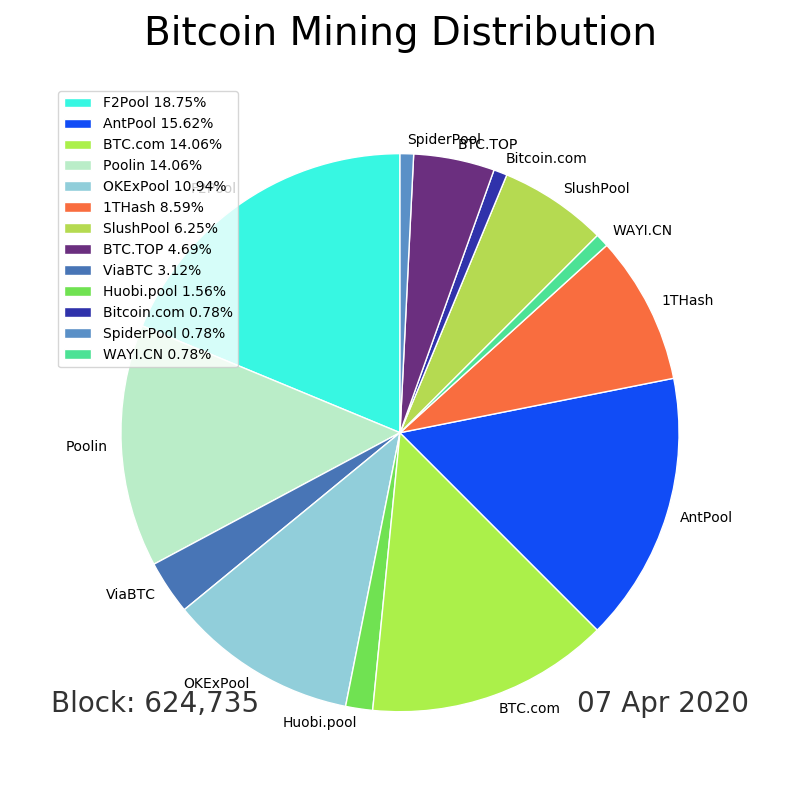 Bitcoin Mining Distribution
F2Pool 18.75%
AntPool 15.62%
BTC.com 14.06%
Poolin 14.06%
OKExPool 10.94%
1THash 8.59%
SlushPool 6.25%
BTC.TOP 4.69%
ViaBTC 3.12%
Huobi.pool 1.56%
Bitcoin.com 0.78%
SpiderPool 0.78%
WAYI.CN 0.78%
SpiderPool
BTC.TOP
Bitcoin.com
SlushPool
WAYI.CN
1THash
AntPool
BTC.com
Huobi.pool
OKExPool
ViaBTC
Poolin
Block: 624,735
07 Apr 2020